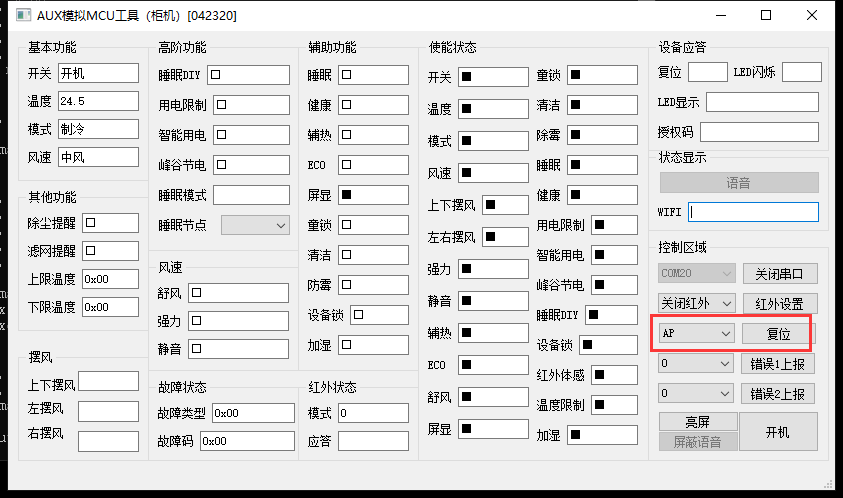 AUX模拟MCU工具（柜机）[042320]
基本功能
开关 开机
温度 24.5
模式 制冷
风速 中风
其他功能
除尘提醒 □
滤网提醒 □
上限温度 0x00
下限温度 0x00
摆风
上下摆风
左摆风
右摆风
高阶功能
睡眠DIY □
用电限制 □
智能用电 □
峰谷节电 □
睡眠模式
睡眠节点
风速
舒风 □
强力 □
静音 □
故障状态
故障类型 0x00
故障码 0x00
辅助功能
睡眠 □
健康 □
辅热 □
ECO □
屏显 ■
童锁 □
清洁 □
防霉 □
设备锁 □
加湿 □
红外状态
模式 0
应答
使能状态
开关 ■
温度 ■
模式 ■
风速 ■
上下摆风 ■
左右摆风 ■
强力 ■
静音 ■
辅热 ■
ECO ■
舒风 ■
屏显 ■
童锁 ■
清洁 ■
除霉 ■
睡眠 ■
健康 ■
用电限制 ■
智能用电 ■
峰谷节电 ■
睡眠DIY ■
设备锁 ■
红外体感 ■
温度限制 ■
加湿 ■
设备应答
复位 LED闪烁
LED显示
授权码
状态显示
语音
WIFI
控制区域
COM20 关闭串口
关闭红外 红外设置
AP 复位
0 错误1上报
0 错误2上报
亮屏
屏蔽语音
开机